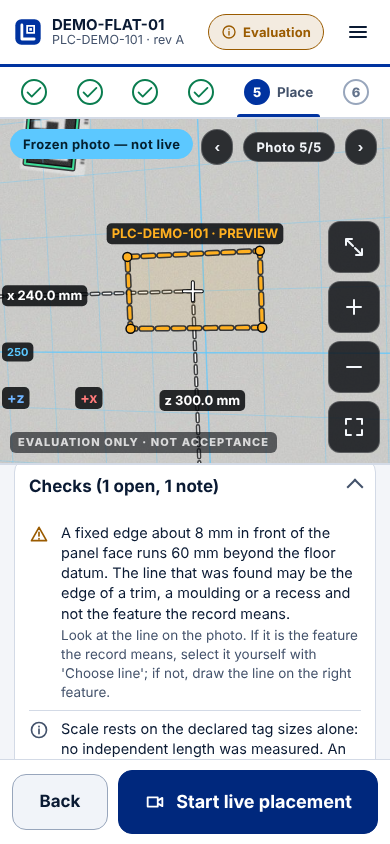 DEMO-FLAT-01
PLC-DEMO-101 · rev A
Evaluation
5 Place
6
Frozen photo — not live
‹ Photo 5/5 ›
PLC-DEMO-101 · PREVIEW
x 240.0 mm
250
+z +x
z 300.0 mm
EVALUATION ONLY · NOT ACCEPTANCE
Checks (1 open, 1 note)
A fixed edge about 8 mm in front of the
panel face runs 60 mm beyond the floor
datum. The line that was found may be the
edge of a trim, a moulding or a recess and
not the feature the record means.
Look at the line on the photo. If it is the feature
the record means, select it yourself with
'Choose line'; if not, draw the line on the right
feature.
Scale rests on the declared tag sizes alone:
no independent length was measured. An
Back
Start live placement